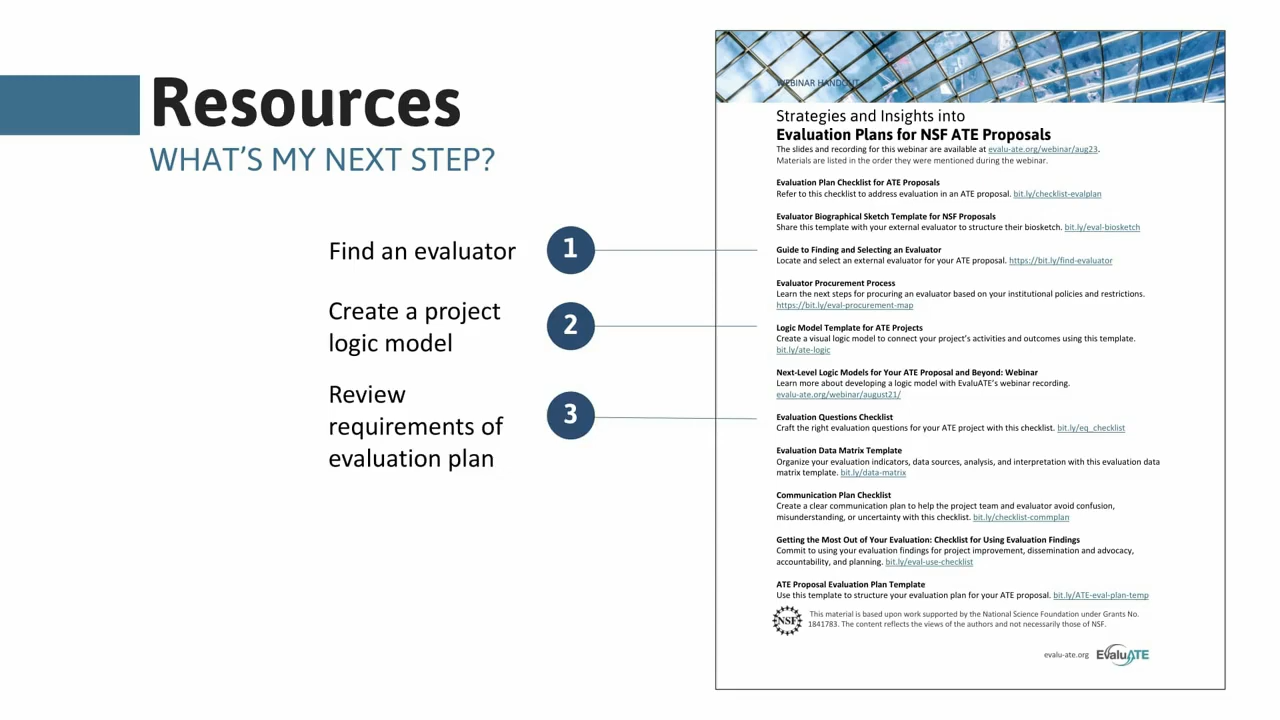 Resources
WHAT'S MY NEXT STEP?
Find an evaluator
1
Create a project
logic model
2
Review
requirements of
evaluation plan
3
WEBINAR HANDOUT
Strategies and Insights into
Evaluation Plans for NSF ATE Proposals
The slides and recording for this webinar are available at evalu-ate.org/webinar/aug23.
Materials are listed in the order they were mentioned during the webinar.
Evaluation Plan Checklist for ATE Proposals
Refer to this checklist to address evaluation in an ATE proposal. bit.ly/checklist-evalplan
Evaluator Biographical Sketch Template for NSF Proposals
Share this template with your external evaluator to structure their biosketch. bit.ly/eval-biosketch
Guide to Finding and Selecting an Evaluator
Locate and select an external evaluator for your ATE proposal. https://bit.ly/find-evaluator
Evaluator Procurement Process
Learn the next steps for procuring an evaluator based on your institutional policies and restrictions.
https://bit.ly/eval-procurement-map
Logic Model Template for ATE Projects
Create a visual logic model to connect your project's activities and outcomes using this template.
bit.ly/ate-logic
Next-Level Logic Models for Your ATE Proposal and Beyond: Webinar
Learn more about developing a logic model with EvaluATE's webinar recording.
evalu-ate.org/webinar/august21/
Evaluation Questions Checklist
Craft the right evaluation questions for your ATE project with this checklist. bit.ly/eq_checklist
Evaluation Data Matrix Template
Organize your evaluation indicators, data sources, analysis, and interpretation with this evaluation data
matrix template. bit.ly/data-matrix
Communication Plan Checklist
Create a clear communication plan to help the project team and evaluator avoid confusion,
misunderstanding, or uncertainty with this checklist. bit.ly/checklist-commplan
Getting the Most Out of Your Evaluation: Checklist for Using Evaluation Findings
Commit to using your evaluation findings for project improvement, dissemination and advocacy,
accountability, and planning. bit.ly/eval-use-checklist
ATE Proposal Evaluation Plan Template
Use this template to structure your evaluation plan for your ATE proposal. bit.ly/ATE-eval-plan-temp
NSF
This material is based upon work supported by the National Science Foundation under Grants No.
1841783. The content reflects the views of the authors and not necessarily those of NSF.
evalu-ate.org EvaluATE